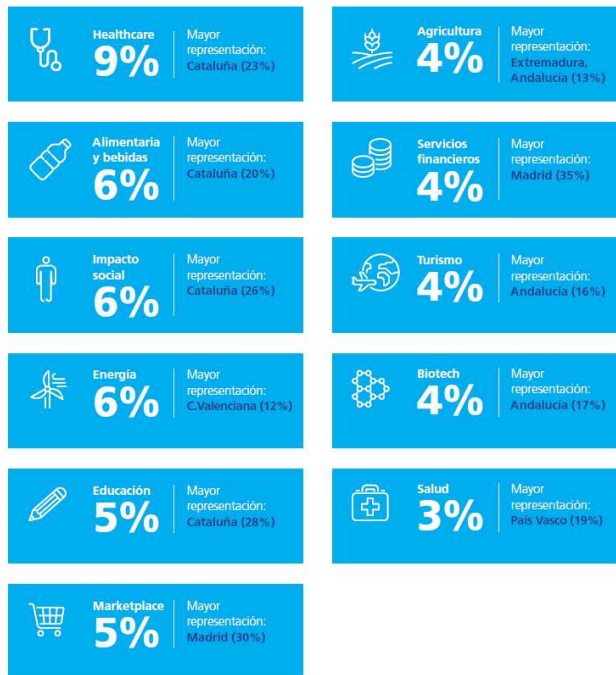 Healthcare
9%
Mayor
representación:
Cataluña (23%)
Alimentaria
y bebidas
6%
Mayor
representación:
Cataluña (20%)
Impacto
social
6%
Mayor
representación:
Cataluña (26%)
Energía
6%
Mayor
representación:
C.Valenciana (12%)
Educación
5%
Mayor
representación:
Cataluña (28%)
Marketplace
5%
Mayor
representación:
Madrid (30%)
Agricultura
4%
Mayor
representación:
Extremadura,
Andalucía (13%)
Servicios
financieros
4%
Mayor
representación:
Madrid (35%)
Turismo
4%
Mayor
representación:
Andalucía (16%)
Biotech
4%
Mayor
representación:
Andalucía (17%)
Salud
3%
Mayor
representación:
País Vasco (19%)